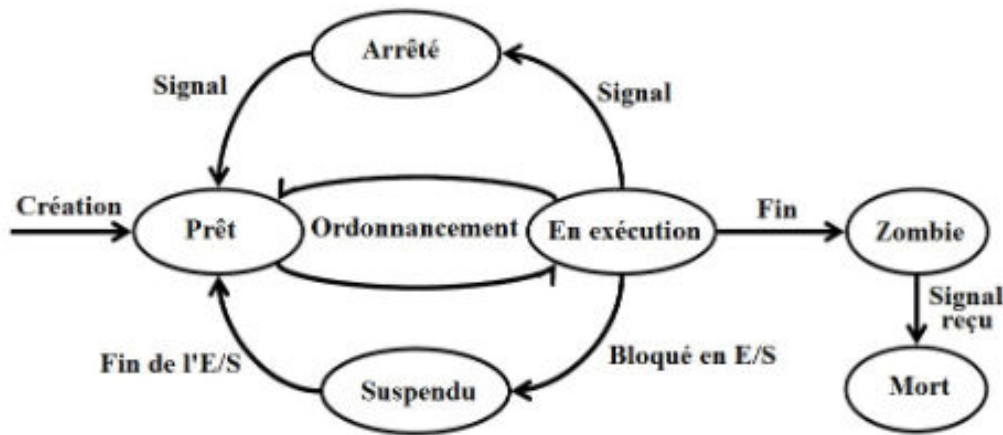 Arrêté
Signal
Signal
Création
Prêt
Ordonnancement
En exécution
Fin
Zombie
Signal
reçu
Fin de l'E/S
Bloqué en E/S
Suspendu
Mort